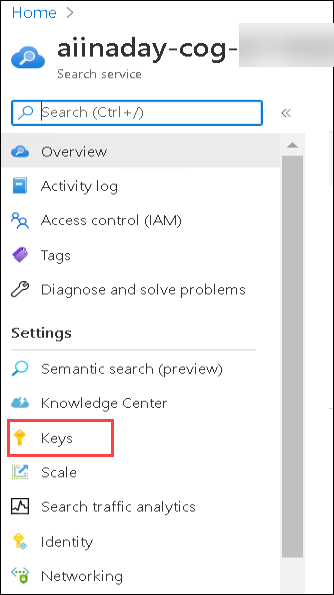 Home >
aiinaday-cog-
Search service
Search (Ctrl+/)
«
Overview
Activity log
Access control (IAM)
Tags
Diagnose and solve problems
Settings
Semantic search (preview)
Knowledge Center
Keys
Scale
Search traffic analytics
Identity
Networking